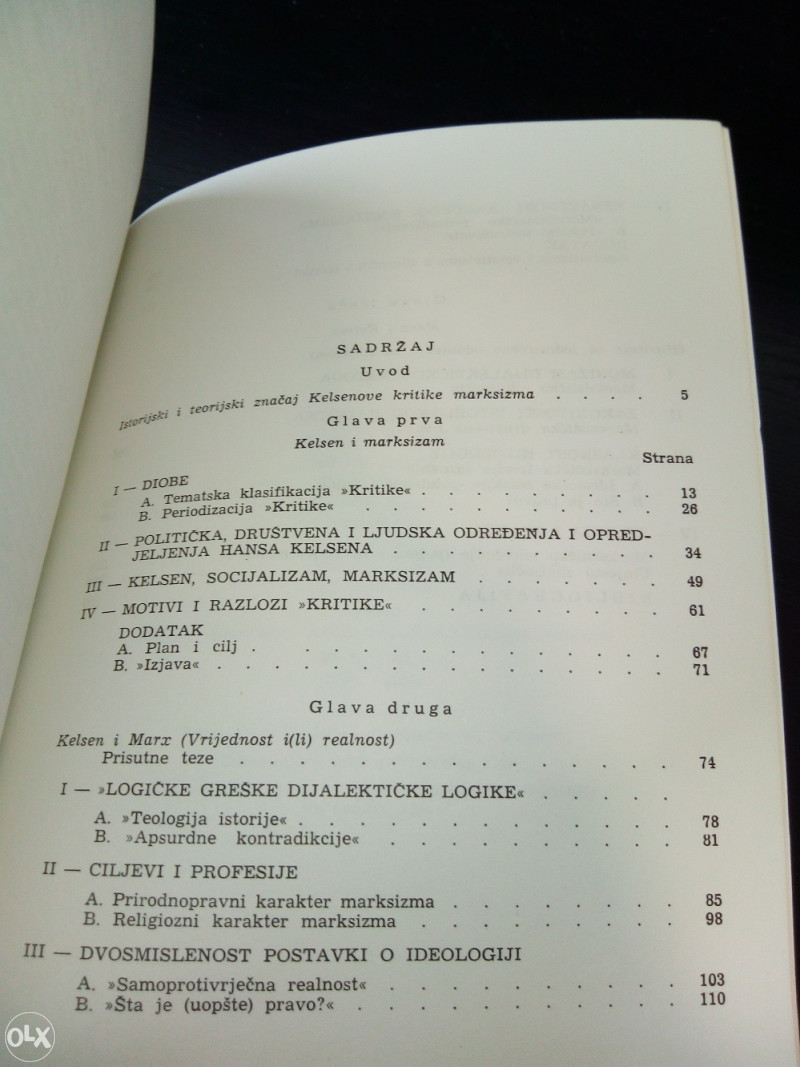 SADRŽAJ
Uvod
Istorijski i teorijski značaj Kelsenove kritike marksizma . . . . 5
Glava prva
Kelsen i marksizam
Strana
I — DIOBE
A. Tematska klasifikacija »Kritike« . . . . . . . . . 13
B. Periodizacija »Kritike« . . . . . . . . . . . 26
II — POLITIČKA, DRUŠTVENA I LJUDSKA ODREĐENJA I OPRED-
JELJENJA HANSA KELSENA . . . . . . . . . . 34
III — KELSEN, SOCIJALIZAM, MARKSIZAM . . . . . . . 49
IV — MOTIVI I RAZLOZI »KRITIKE« . . . . . . . . . 61
DODATAK
A. Plan i cilj . . . . . . . . . . . . . . 67
B. »Izjava« . . . . . . . . . . . . . . . 71
Glava druga
Kelsen i Marx (Vrijednost i(li) realnost)
Prisutne teze . . . . . . . . . . . . . . . 74
I — »LOGIČKE GREŠKE DIJALEKTIČKE LOGIKE« . . . . .
A. »Teologija istorije« . . . . . . . . . . . . . 78
B. »Apsurdne kontradikcije« . . . . . . . . . . 81
II — CILJEVI I PROFESIJE
A. Prirodnopravni karakter marksizma . . . . . . . . 85
B. Religiozni karakter marksizma . . . . . . . . . 98
III — DVOSMISLENOST POSTAVKI O IDEOLOGIJI
A. »Samoprotivrječna realnost« . . . . . . . . . . 103
B. »Šta je (uopšte) pravo?« . . . . . . . . . . . 110
OLX